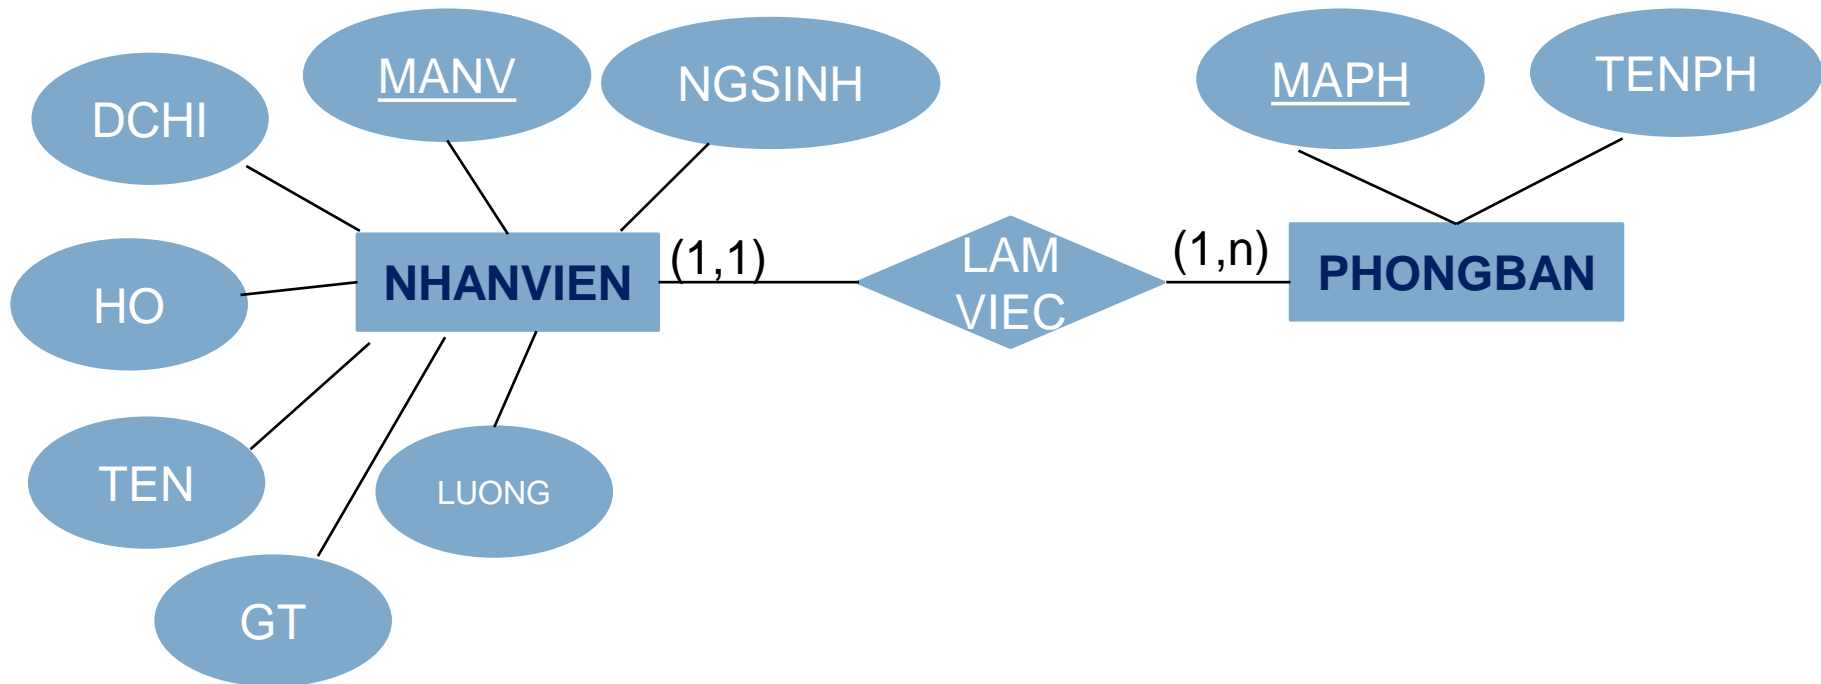 MANV
NGSINH
MAPH
TENPH
DCHI
NHANVIEN
(1,1)
LAM
VIEC
(1,n)
PHONGBAN
HO
TEN
LUONG
GT